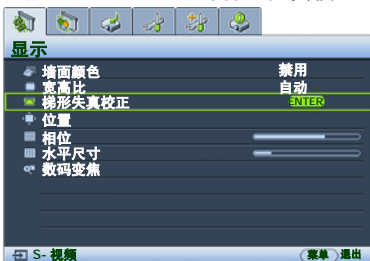 显示
墙面颜色 禁用
宽高比 自动
梯形失真校正 ENTER
位置
相位
水平尺寸
数码变焦
S- 视频 菜单 退出